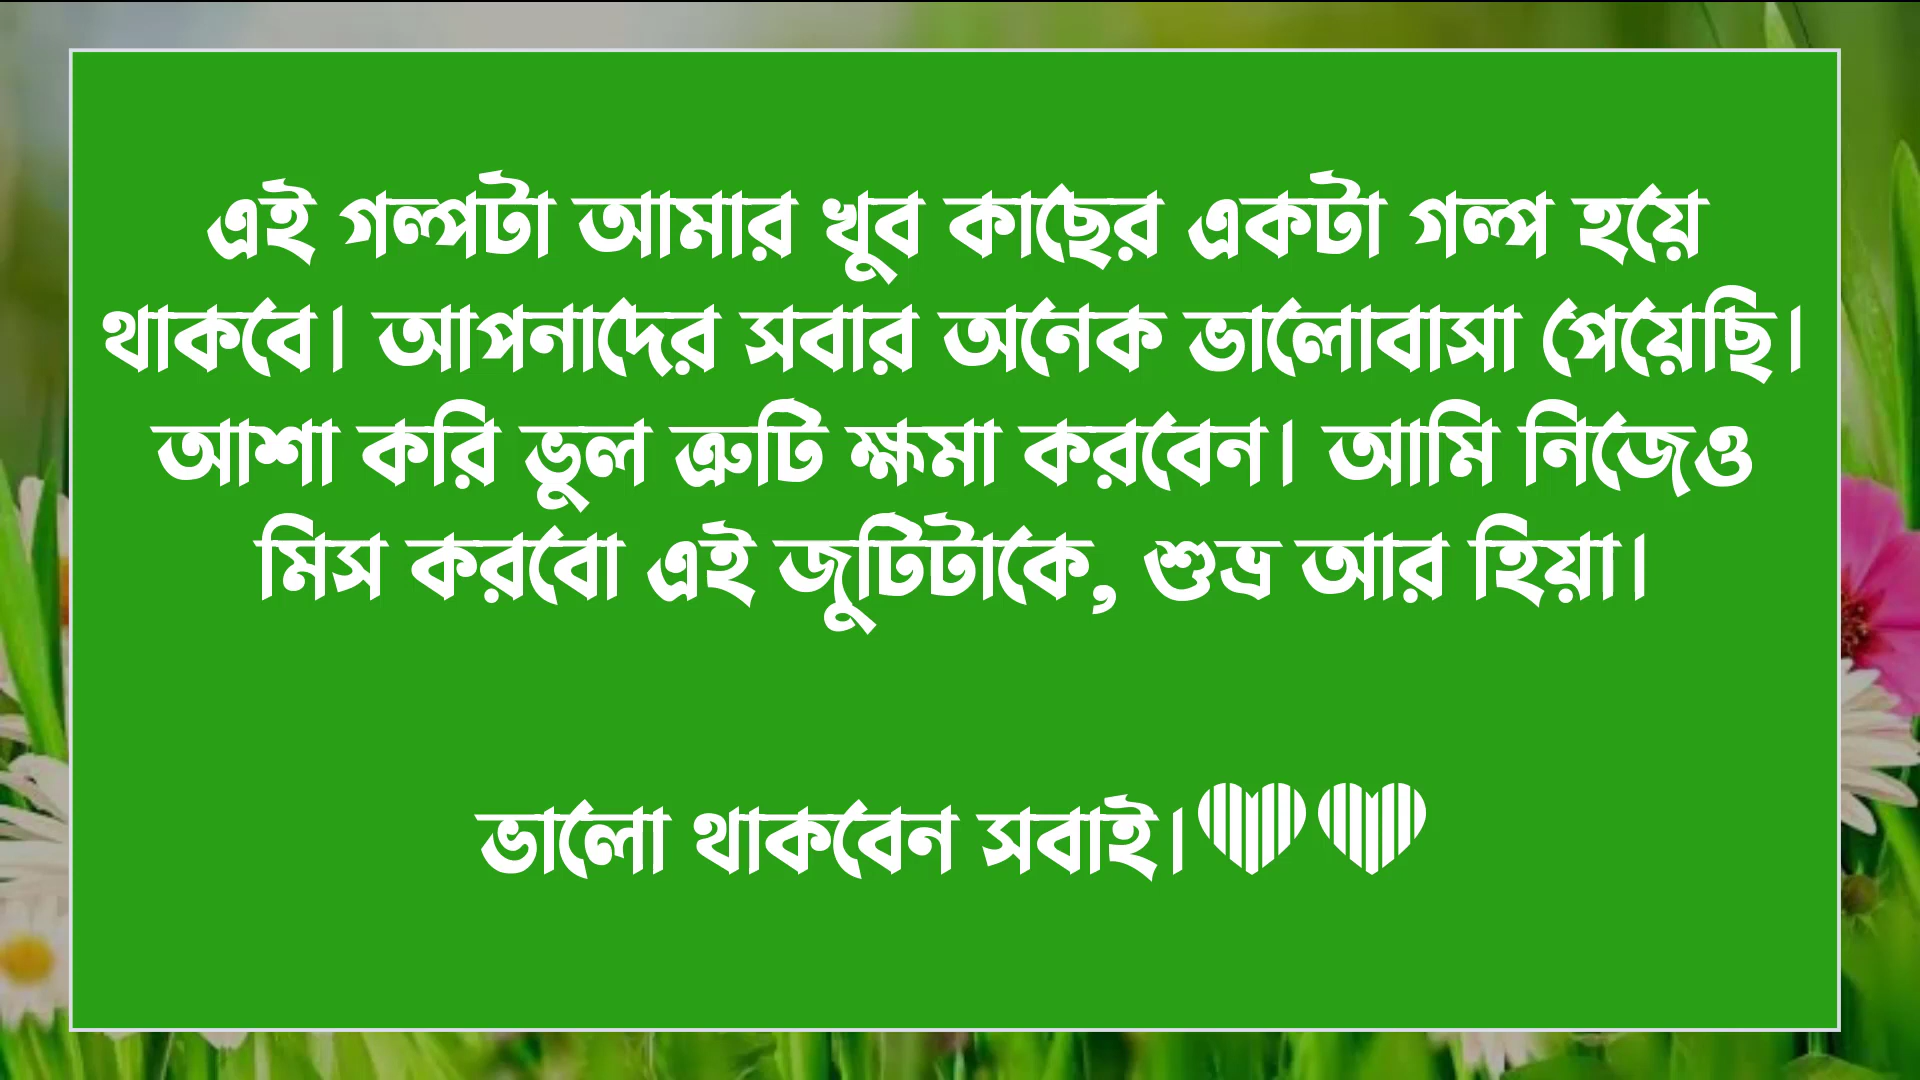 এই গল্পটা আমার খুব কাছের একটা গল্প হয়ে
থাকবে। আপনাদের সবার অনেক ভালোবাসা পেয়েছি।
আশা করি ভুল ত্রুটি ক্ষমা করবেন। আমি নিজেও
মিস করবো এই জুটিটাকে, শুভ্র আর হিয়া।
ভালো থাকবেন সবাই।🖤🖤